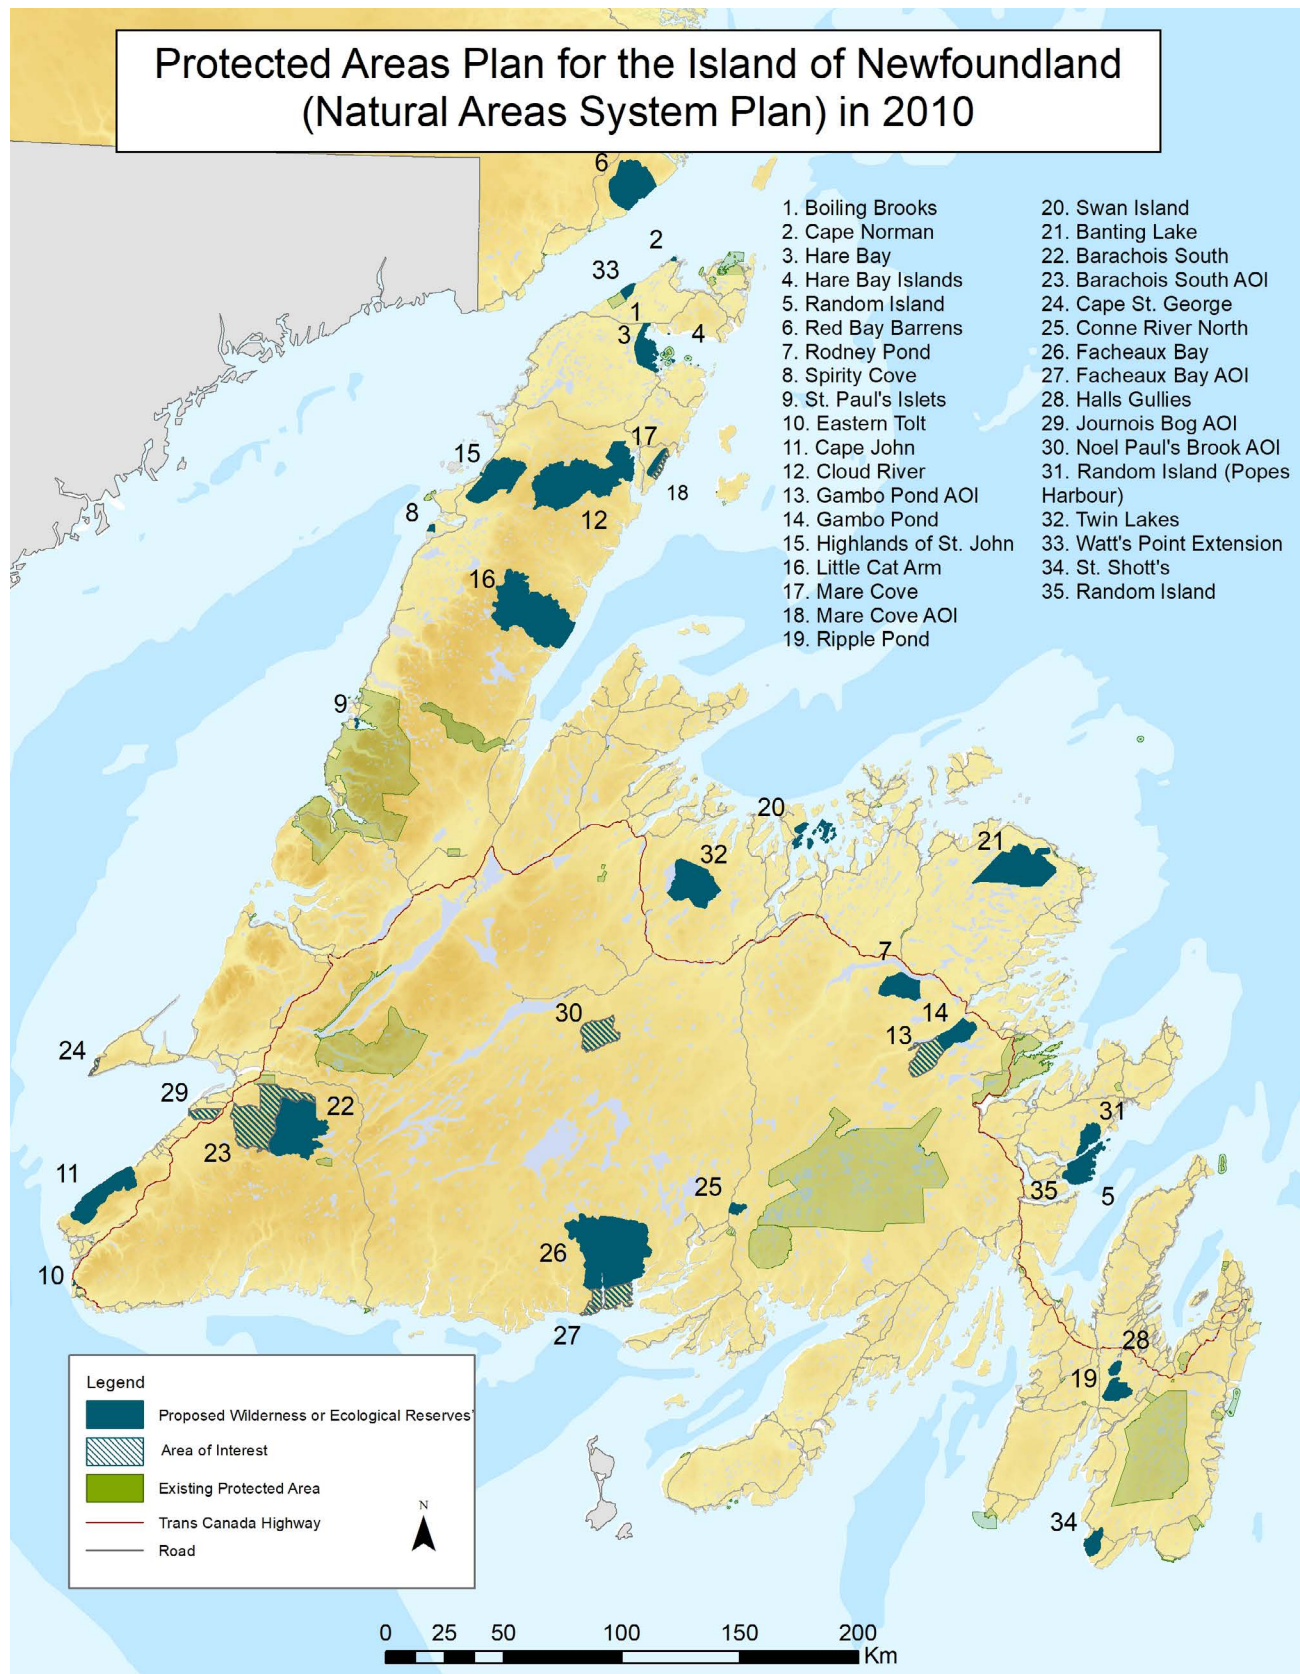 Protected Areas Plan for the Island of Newfoundland
(Natural Areas System Plan) in 2010
1. Boiling Brooks
2. Cape Norman
3. Hare Bay
4. Hare Bay Islands
5. Random Island
6. Red Bay Barrens
7. Rodney Pond
8. Spirity Cove
9. St. Paul's Islets
10. Eastern Tolt
11. Cape John
12. Cloud River
13. Gambo Pond AOI
14. Gambo Pond
15. Highlands of St. John
16. Little Cat Arm
17. Mare Cove
18. Mare Cove AOI
19. Ripple Pond
20. Swan Island
21. Banting Lake
22. Barachois South
23. Barachois South AOI
24. Cape St. George
25. Conne River North
26. Facheaux Bay
27. Facheaux Bay AOI
28. Halls Gullies
29. Journois Bog AOI
30. Noel Paul's Brook AOI
31. Random Island (Popes
Harbour)
32. Twin Lakes
33. Watt's Point Extension
34. St. Shott's
35. Random Island
6
2
33
1
3
4
17
15
18
8
12
16
9
20
21
32
7
30
14
13
24
29
22
31
23
11
25
35
5
26
10
27
28
19
34
Legend
Proposed Wilderness or Ecological Reserves'
Area of Interest
Existing Protected Area
Trans Canada Highway
Road
N
0 25 50 100 150 200
Km